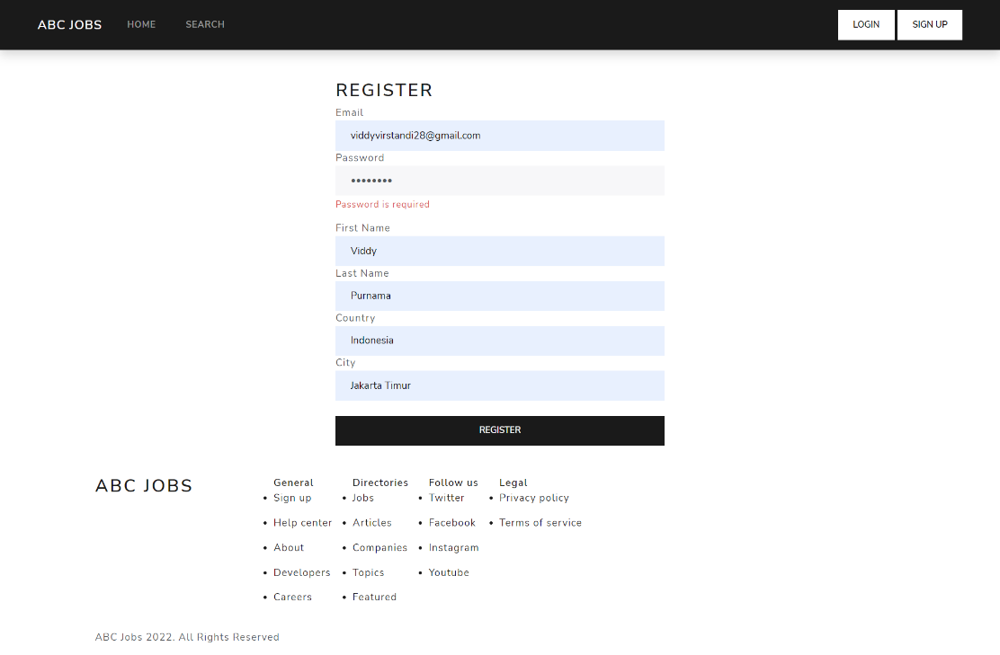 ABC JOBS HOME SEARCH LOGIN SIGN UP
REGISTER
Email
viddyvirstandi28@gmail.com
Password
••••••••
Password is required
First Name
Viddy
Last Name
Purnama
Country
Indonesia
City
Jakarta Timur
REGISTER
ABC JOBS
General
• Sign up
• Help center
• About
• Developers
• Careers
Directories
• Jobs
• Articles
• Companies
• Topics
• Featured
Follow us
• Twitter
• Facebook
• Instagram
• Youtube
Legal
• Privacy policy
• Terms of service
ABC Jobs 2022. All Rights Reserved